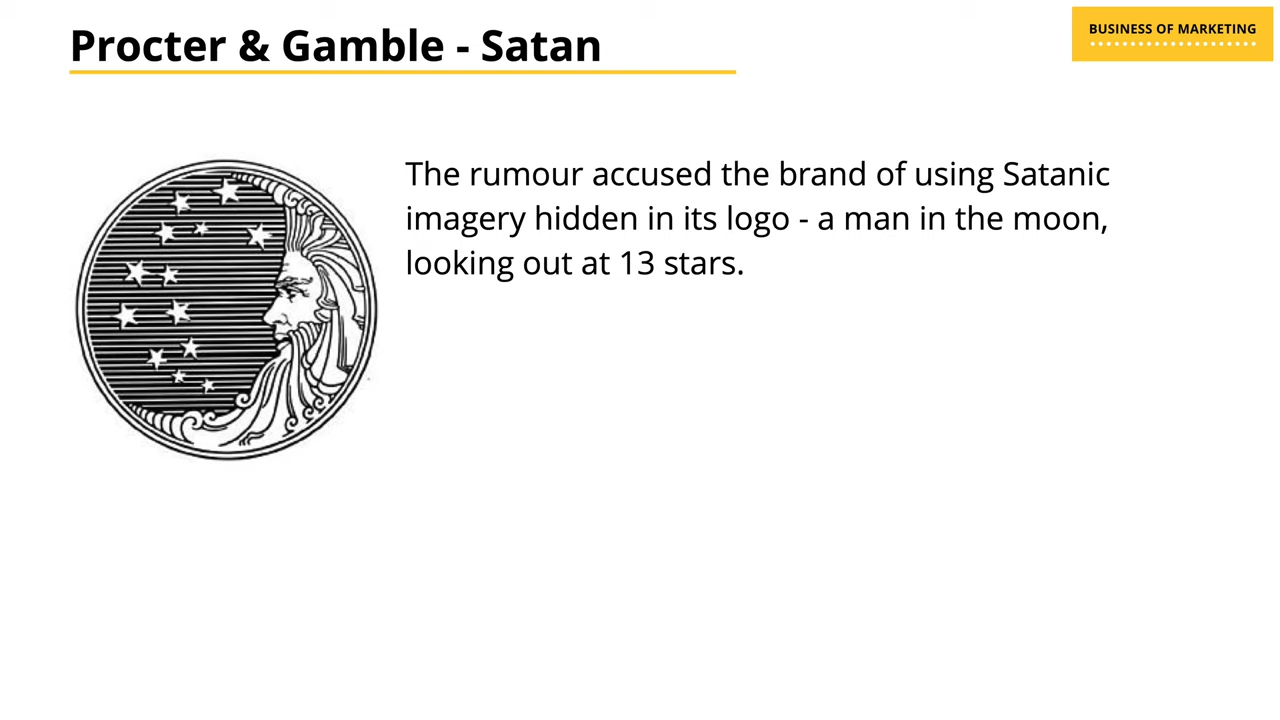 Procter & Gamble - Satan
BUSINESS OF MARKETING
The rumour accused the brand of using Satanic
imagery hidden in its logo - a man in the moon,
looking out at 13 stars.